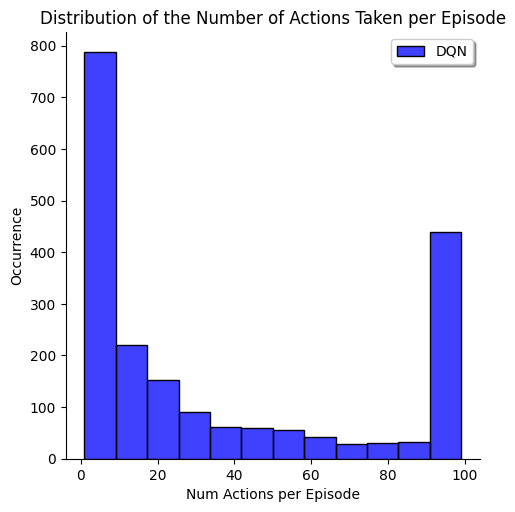 Distribution of the Number of Actions Taken per Episode
DQN
800
700
600
500
400
300
200
100
0
Occurrence
0 20 40 60 80 100
Num Actions per Episode